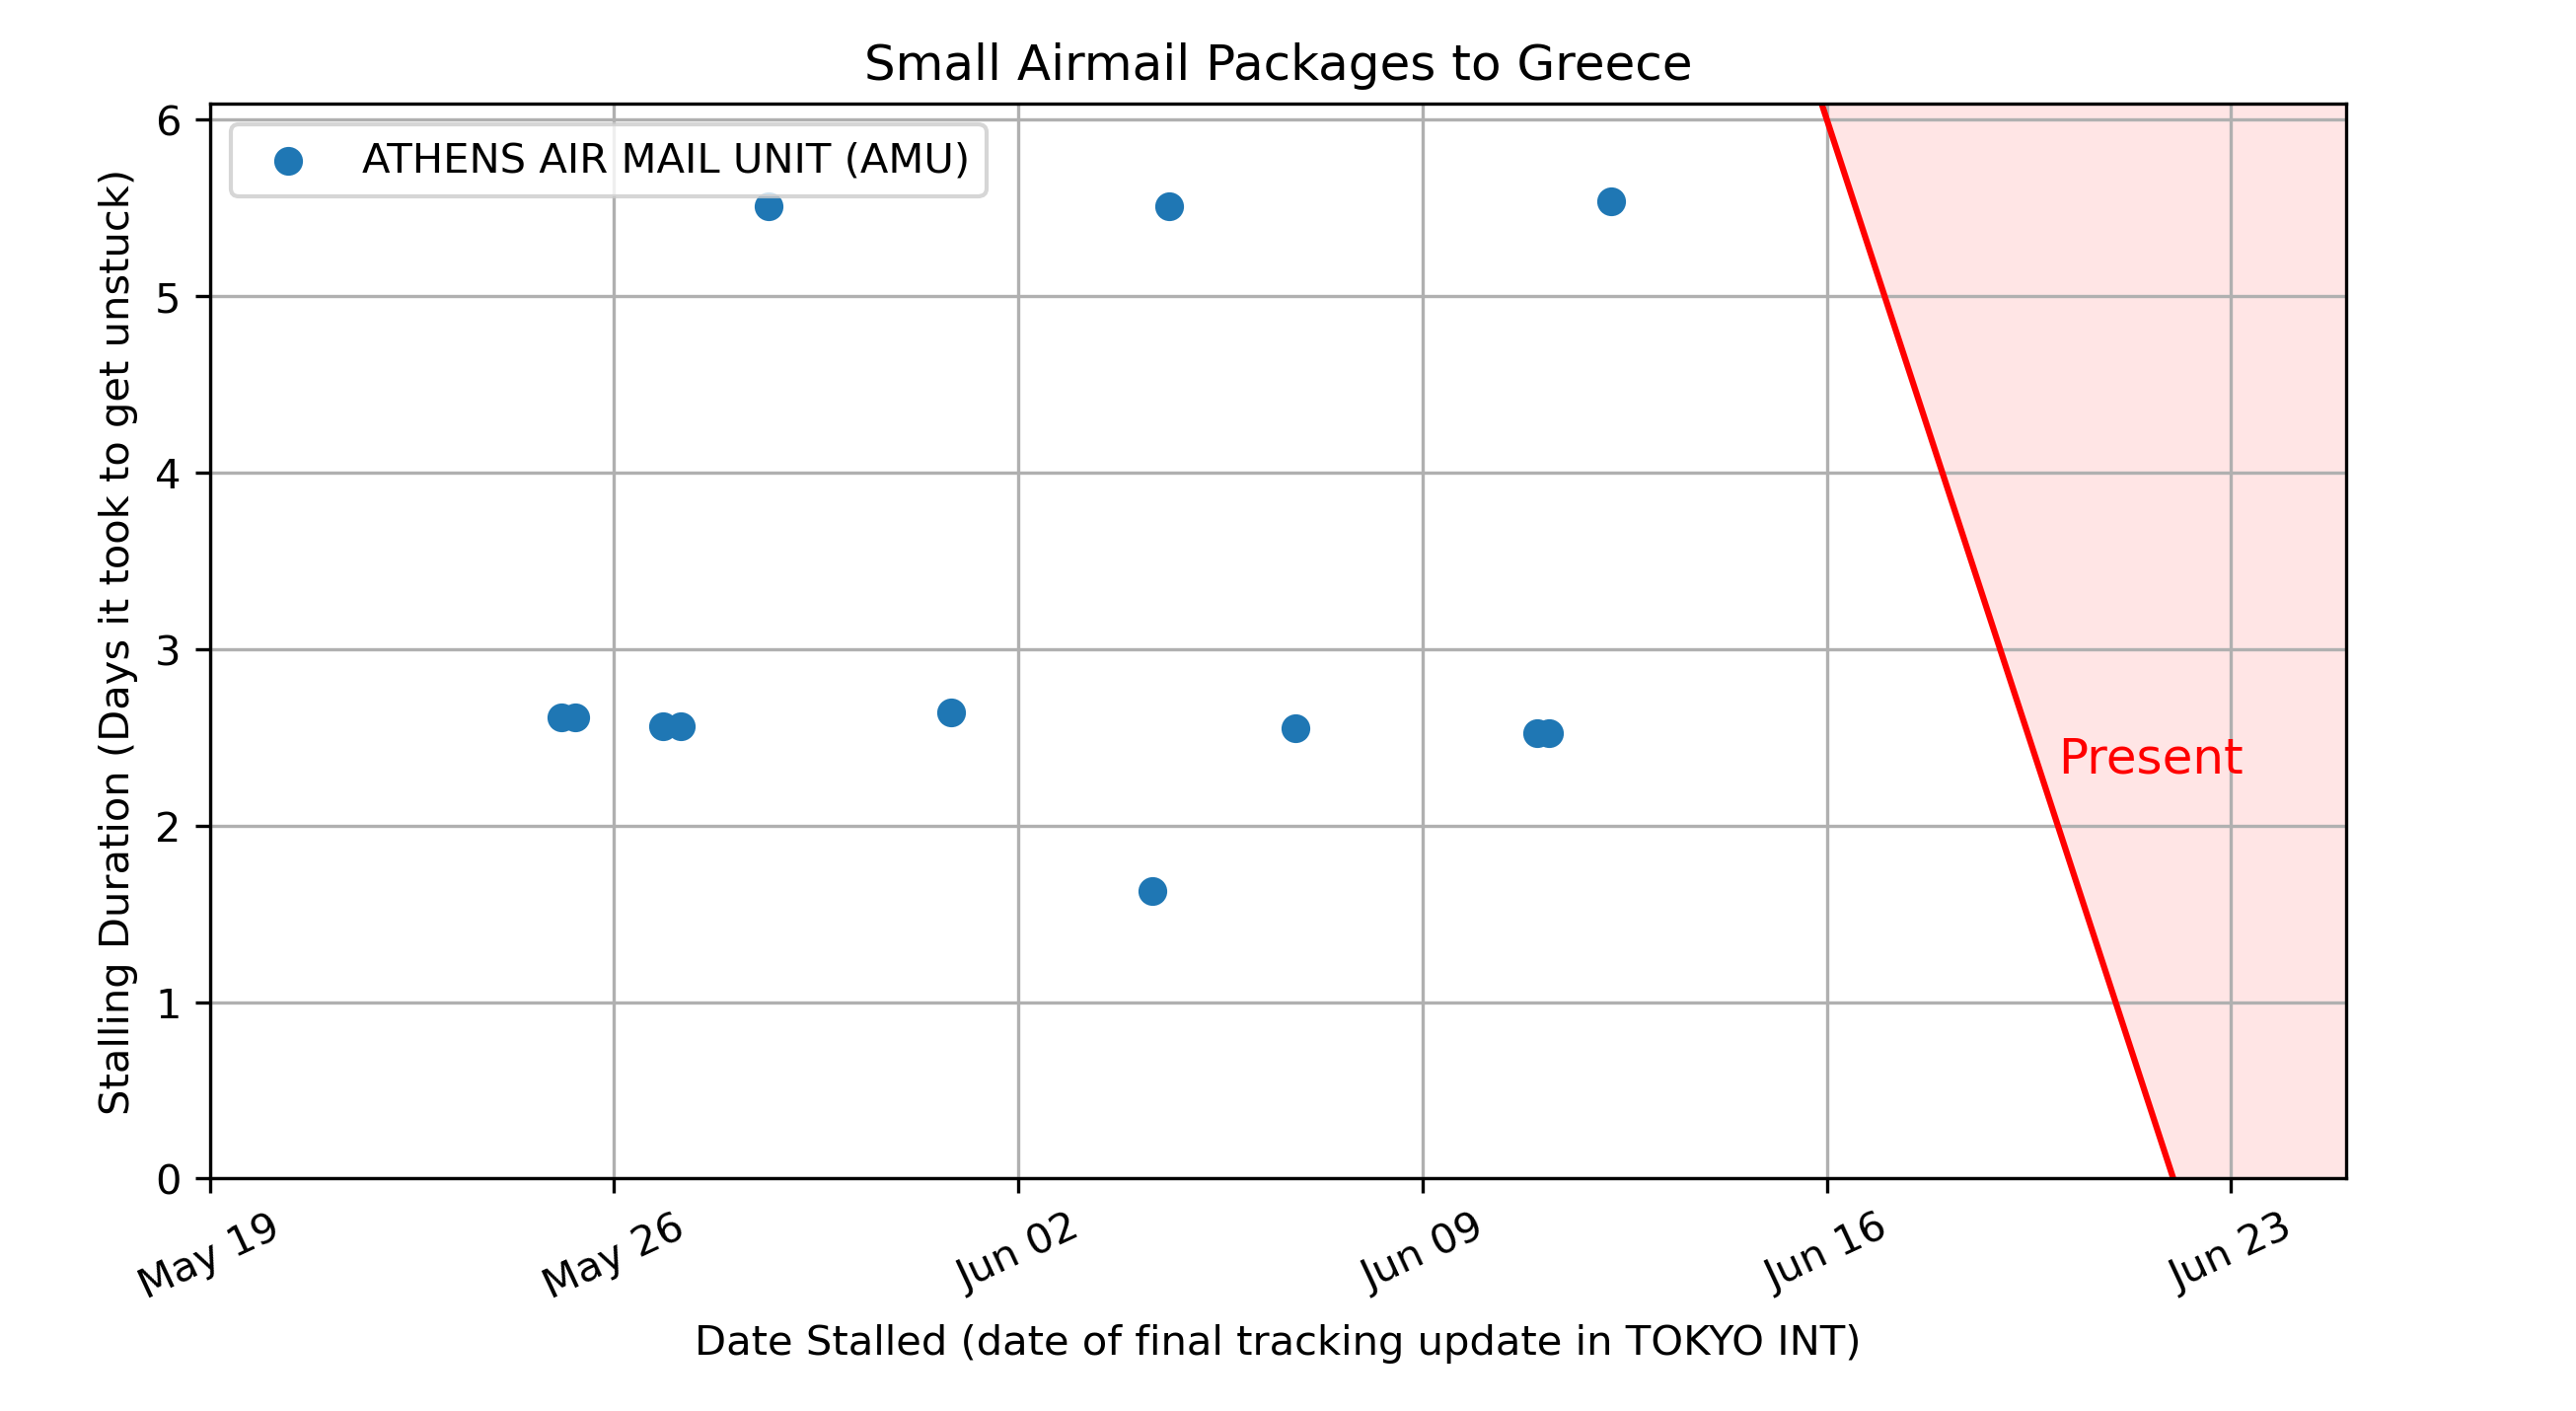 Small Airmail Packages to Greece
ATHENS AIR MAIL UNIT (AMU)
Stalling Duration (Days it took to get unstuck)
6
5
4
3
2
1
0
Present
May 19
May 26
Jun 02
Jun 09
Jun 16
Jun 23
Date Stalled (date of final tracking update in TOKYO INT)